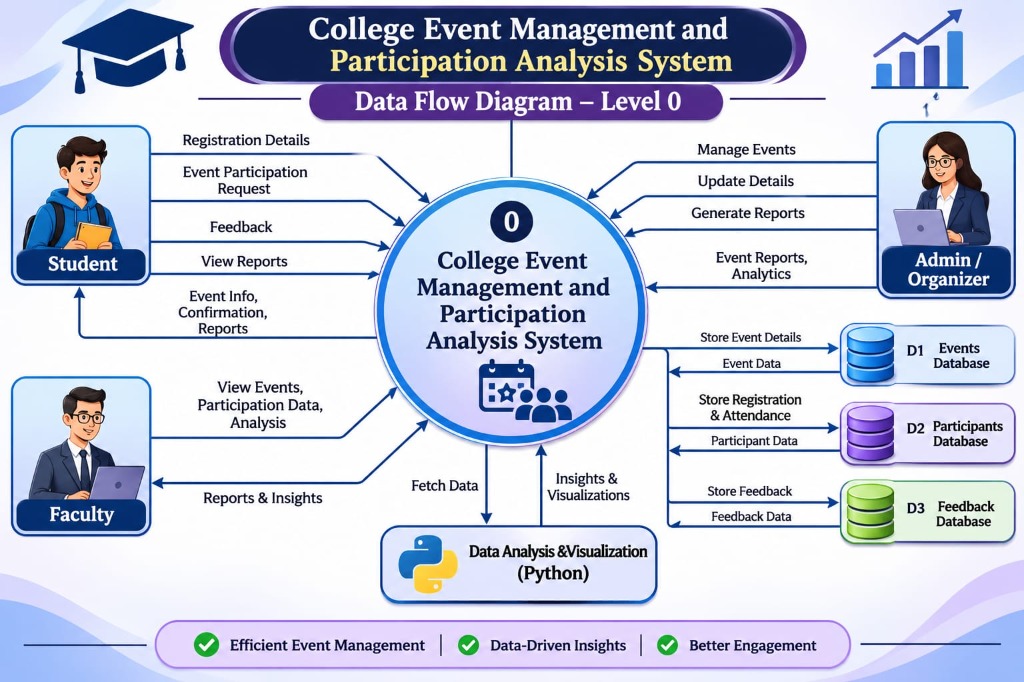 College Event Management and
Participation Analysis System
Data Flow Diagram – Level 0
Student
Registration Details
Event Participation
Request
Feedback
View Reports
Event Info,
Confirmation,
Reports
Manage Events
Update Details
Generate Reports
Event Reports,
Analytics
Admin /
Organizer
0
College Event
Management and
Participation
Analysis System
Faculty
View Events,
Participation Data,
Analysis
Reports & Insights
Store Event Details
Event Data
D1 Events
Database
Store Registration
& Attendance
Participant Data
D2 Participants
Database
Store Feedback
Feedback Data
D3 Feedback
Database
Fetch Data
Insights &
Visualizations
Data Analysis &Visualization
(Python)
Efficient Event Management
Data-Driven Insights
Better Engagement